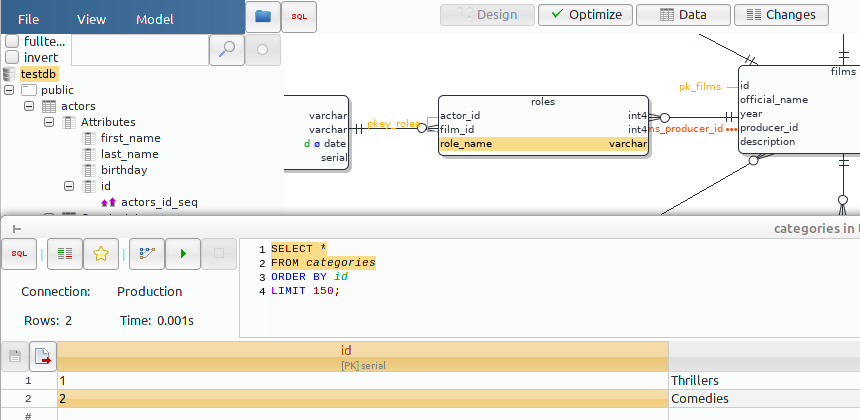 File View Model SQL Design Optimize Data Changes
fullte...
invert
testdb
public
actors
Attributes
first_name
last_name
birthday
id
actors_id_seq
varchar
varchar
d ø date
serial
pkey_roles
roles
actor_id int4
film_id int4
role_name varchar
films
pk_films
id
official_name
year
ns_producer_id
producer_id
description
categories in t
SQL
Connection: Production
Rows: 2 Time: 0.001s
1 SELECT *
2 FROM categories
3 ORDER BY id
4 LIMIT 150;
id
[PK] serial
1 1 Thrillers
2 2 Comedies
#